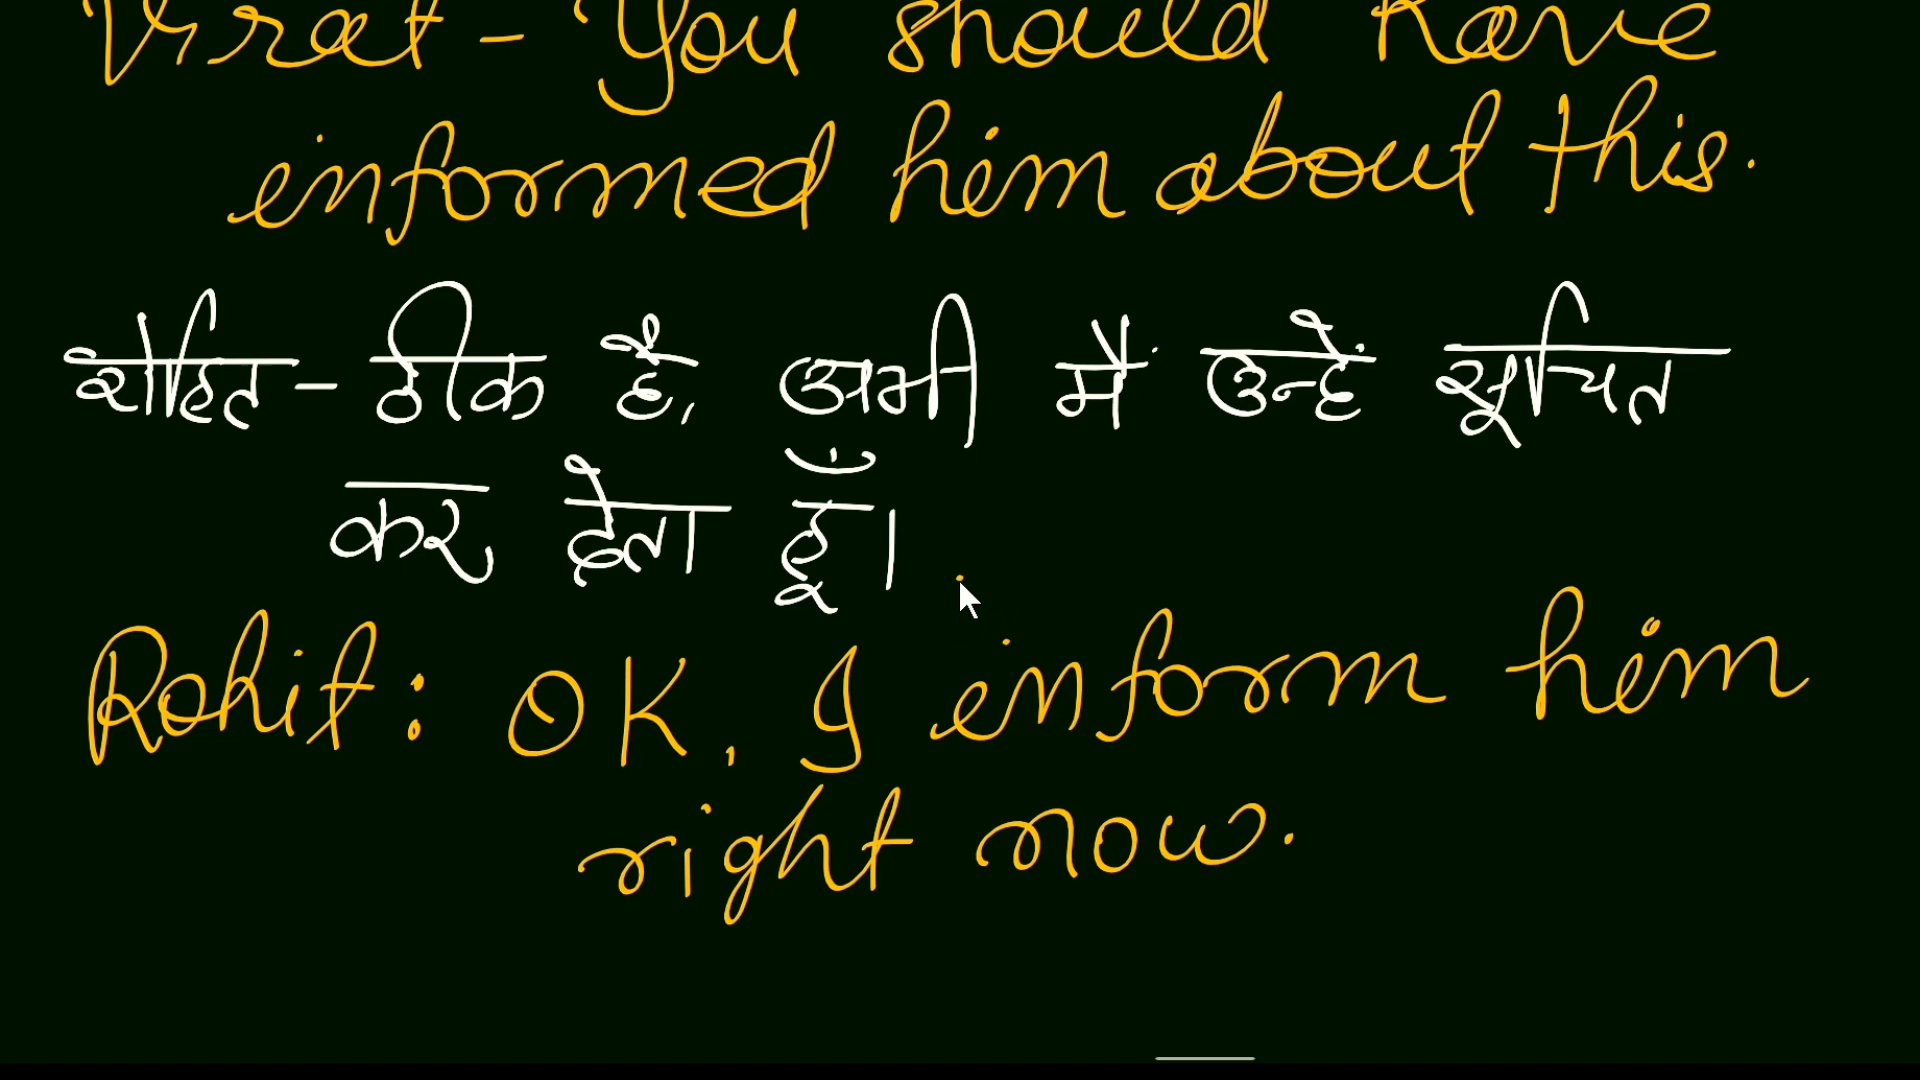 Virat - You should have
informed him about this.
रोहित - ठीक है, अभी मैं उन्हें सूचित
कर देता हूँ।
Rohit : OK, I inform him
right now.